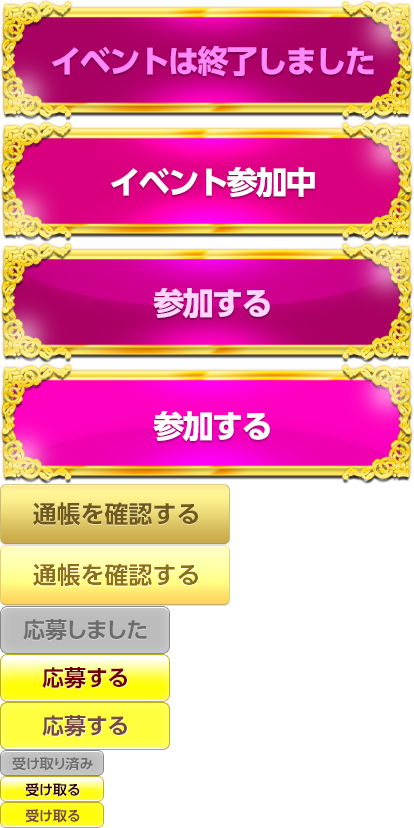 イベントは終了しました
イベント参加中
参加する
参加する
通帳を確認する
通帳を確認する
応募しました
応募する
応募する
受け取り済み
受け取る
受け取る